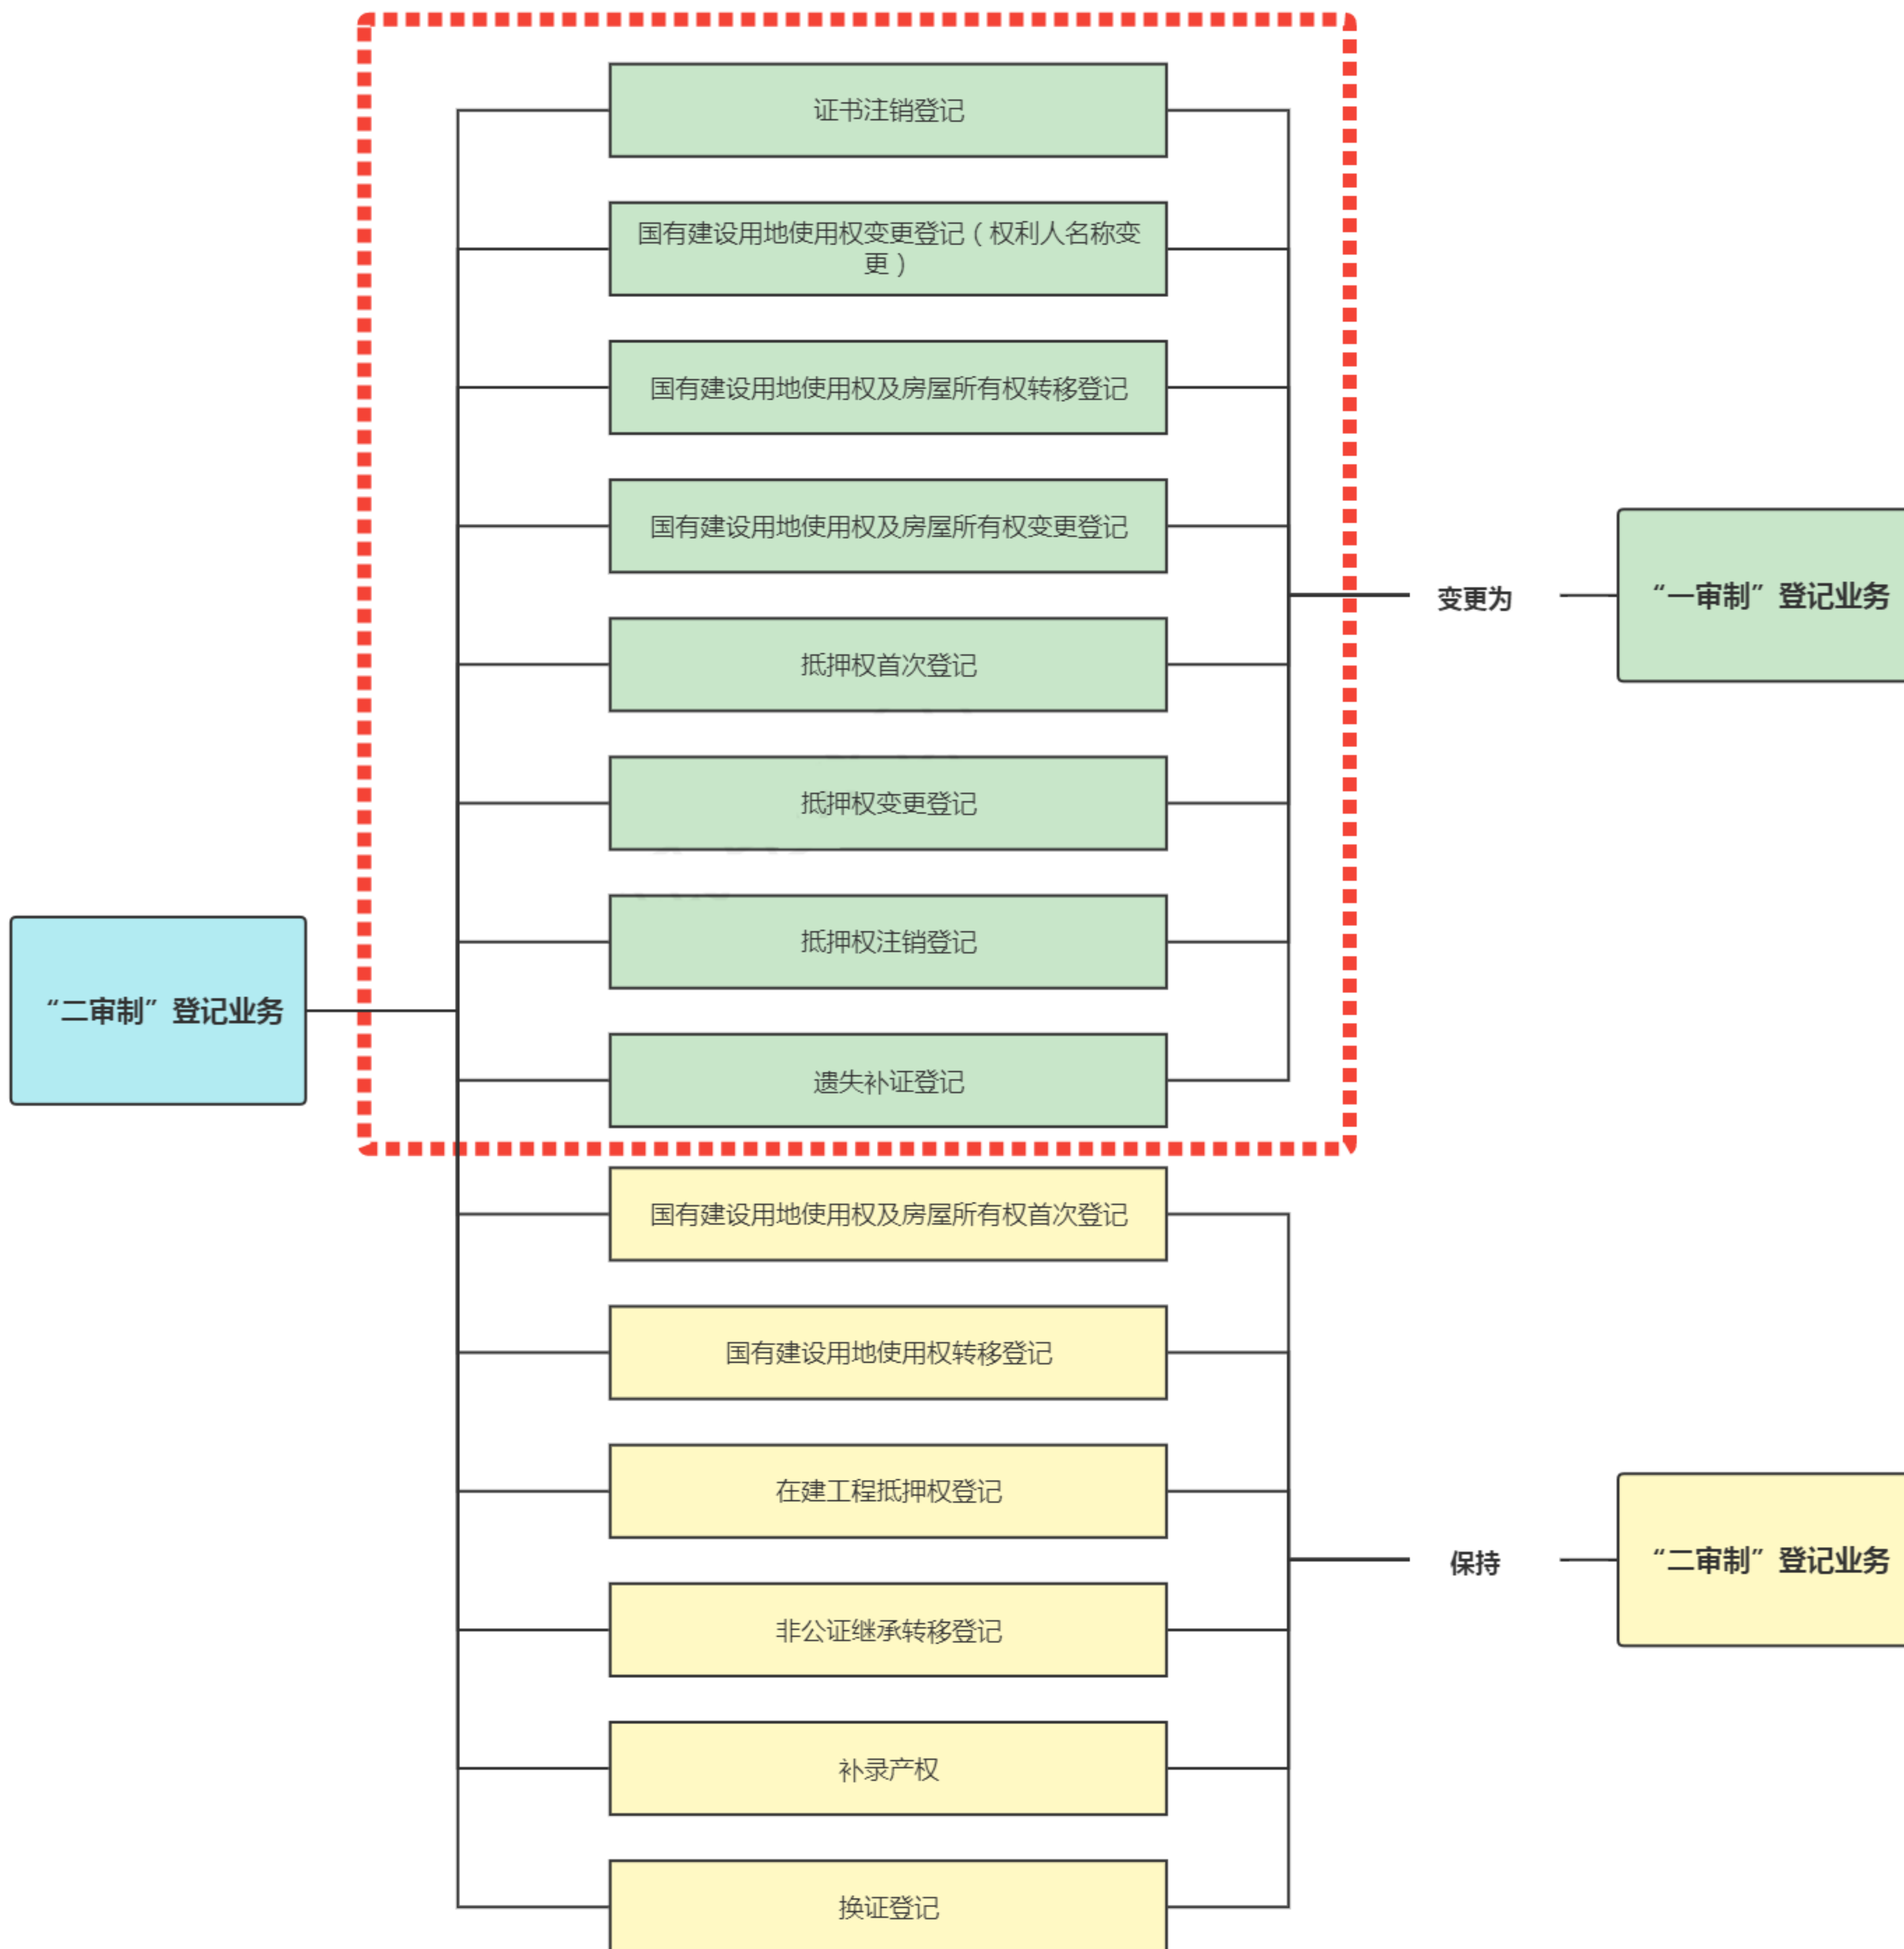 证书注销登记
国有建设用地使用权变更登记（权利人名称变
更）
国有建设用地使用权及房屋所有权转移登记
国有建设用地使用权及房屋所有权变更登记
抵押权首次登记
抵押权变更登记
抵押权注销登记
遗失补证登记
国有建设用地使用权及房屋所有权首次登记
国有建设用地使用权转移登记
在建工程抵押权登记
非公证继承转移登记
补录产权
换证登记
“二审制”登记业务
变更为
“一审制”登记业务
保持
“二审制”登记业务